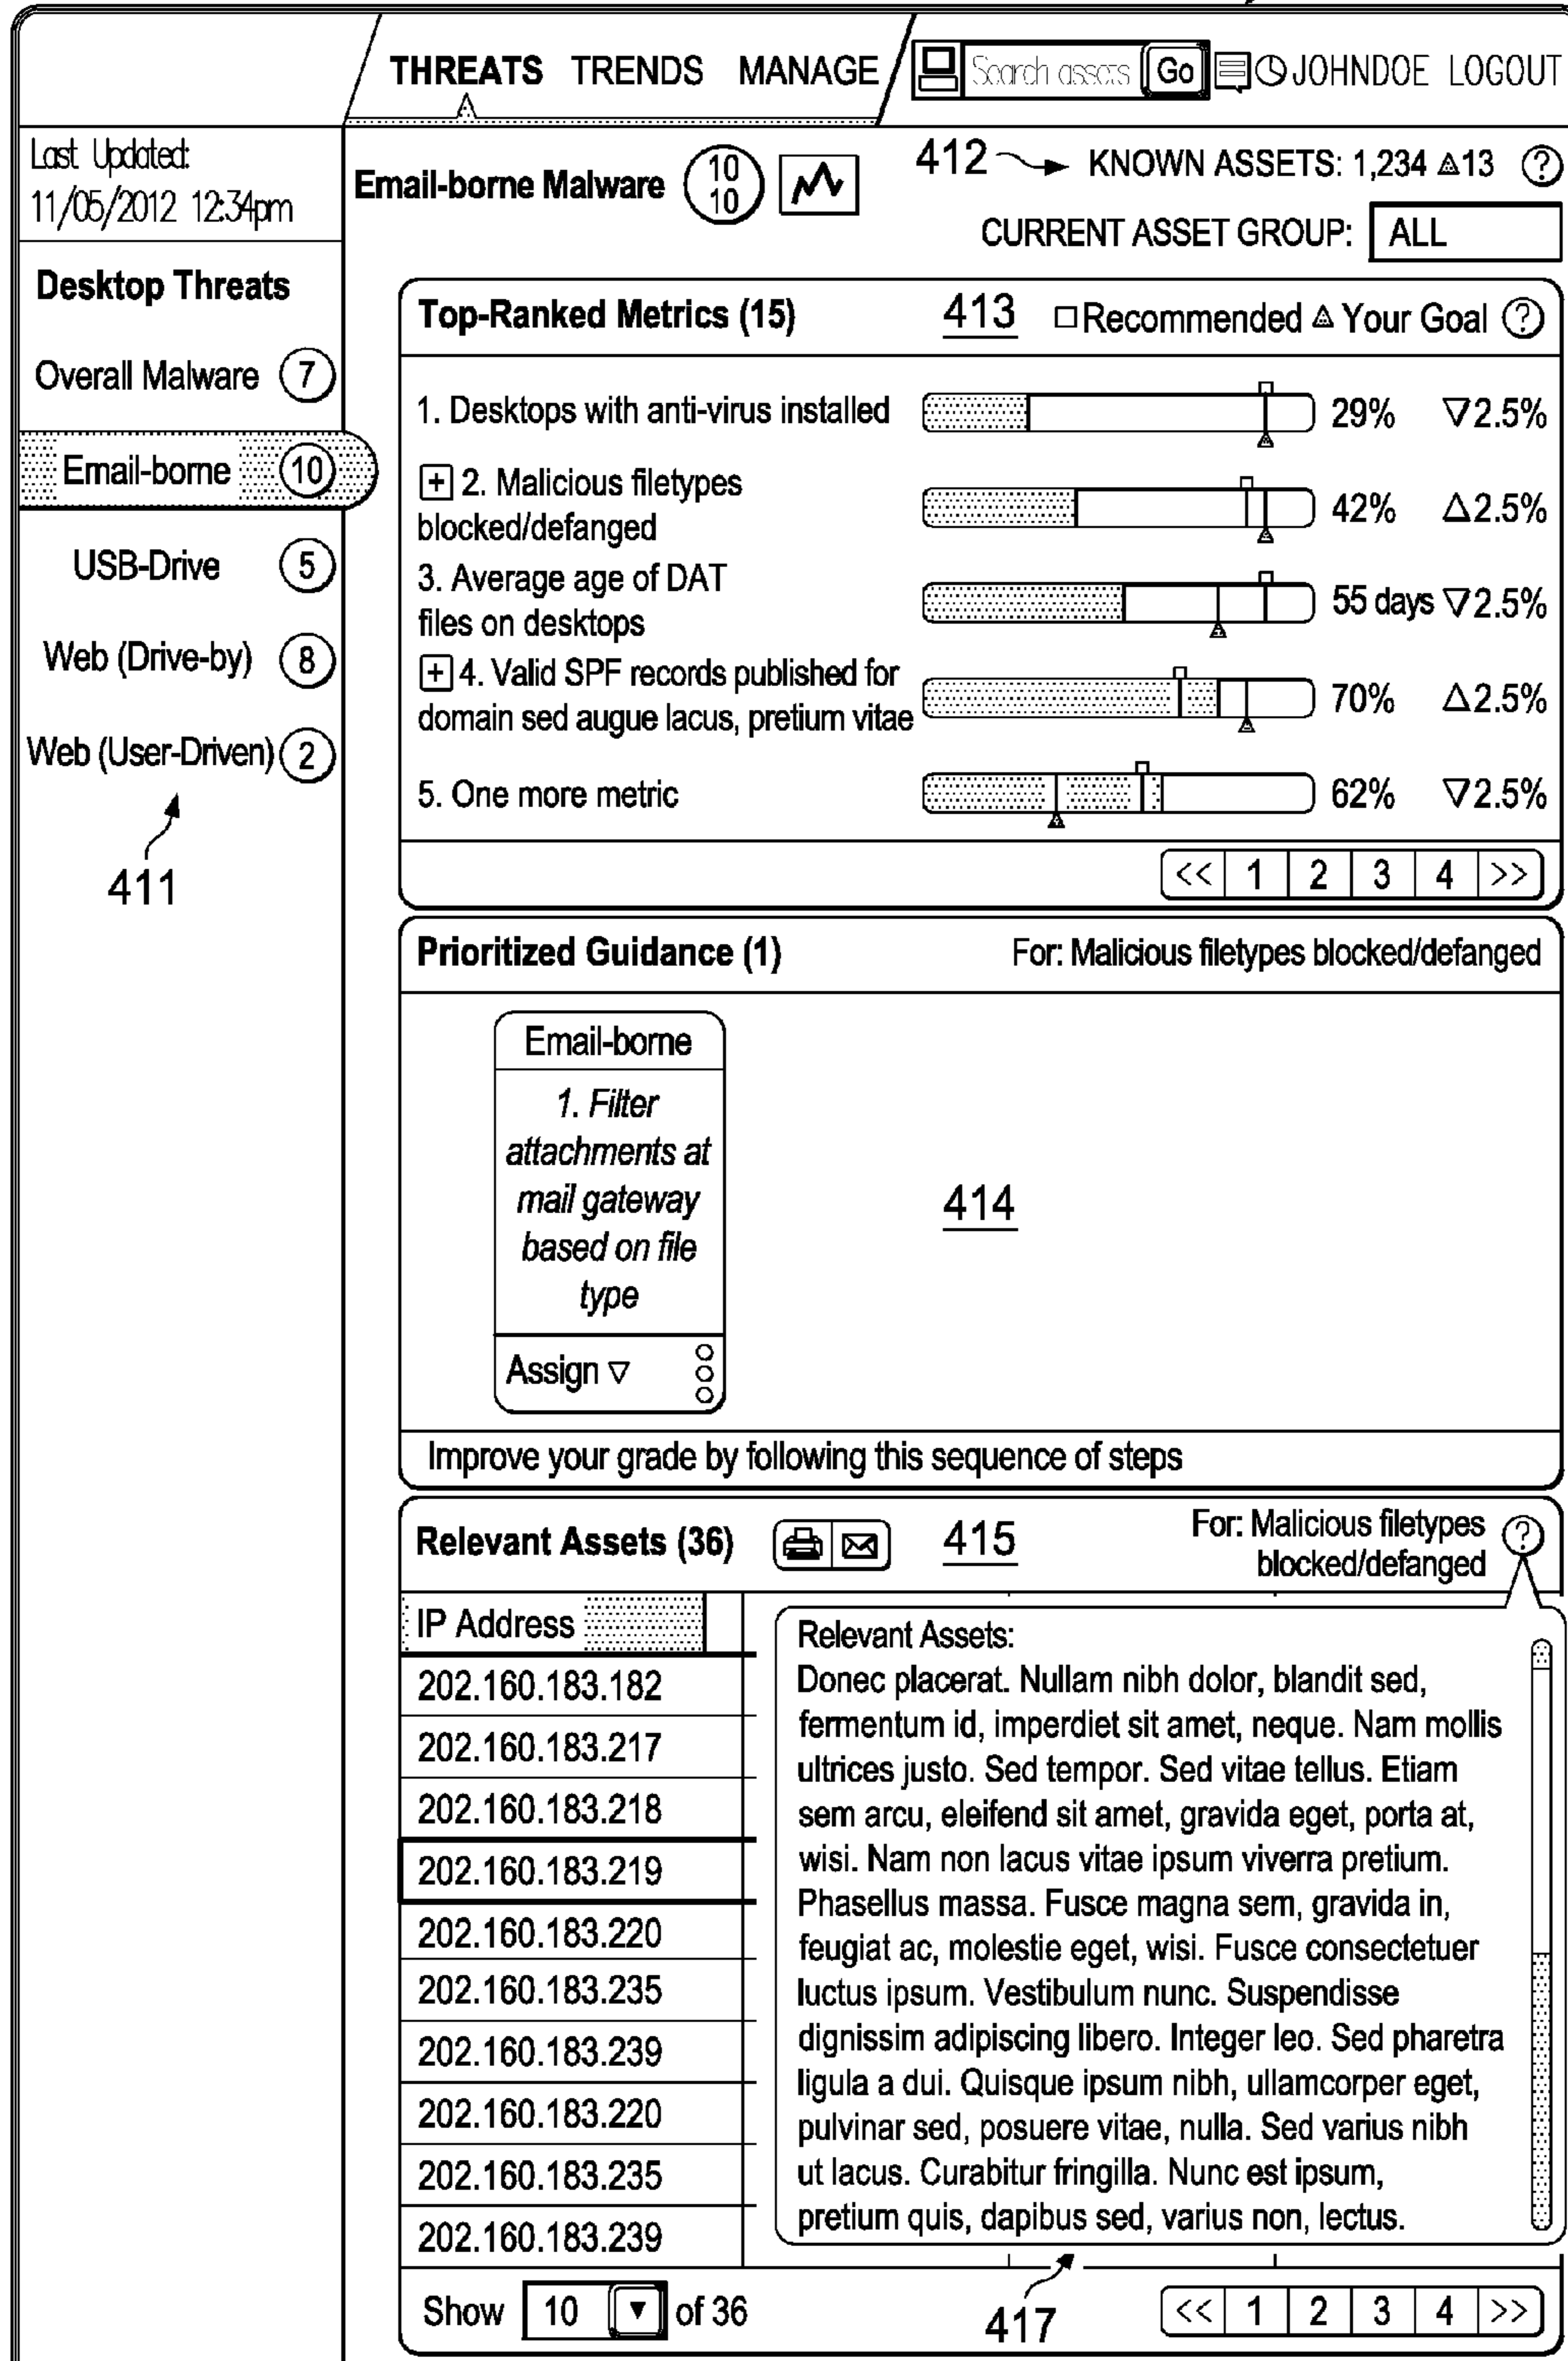 THREATS TRENDS MANAGE Search assets Go JOHNDOE LOGOUT
Last Updated:
11/05/2012 12:34pm
Desktop Threats
Overall Malware 7
Email-borne 10
USB-Drive 5
Web (Drive-by) 8
Web (User-Driven) 2
411
Email-borne Malware 10
10
412 KNOWN ASSETS: 1,234 13 ?
CURRENT ASSET GROUP: ALL
Top-Ranked Metrics (15) 413 Recommended Your Goal ?
1. Desktops with anti-virus installed 29% ▽2.5%
+ 2. Malicious filetypes
blocked/defanged 42% △2.5%
3. Average age of DAT
files on desktops 55 days ▽2.5%
+ 4. Valid SPF records published for
domain sed augue lacus, pretium vitae 70% △2.5%
5. One more metric 62% ▽2.5%
<< 1 2 3 4 >>
Prioritized Guidance (1) For: Malicious filetypes blocked/defanged
Email-borne
1. Filter
attachments at
mail gateway
based on file
type
Assign ▽
414
Improve your grade by following this sequence of steps
Relevant Assets (36) 415 For: Malicious filetypes
blocked/defanged ?
IP Address
202.160.183.182
202.160.183.217
202.160.183.218
202.160.183.219
202.160.183.220
202.160.183.235
202.160.183.239
202.160.183.220
202.160.183.235
202.160.183.239
Relevant Assets:
Donec placerat. Nullam nibh dolor, blandit sed,
fermentum id, imperdiet sit amet, neque. Nam mollis
ultrices justo. Sed tempor. Sed vitae tellus. Etiam
sem arcu, eleifend sit amet, gravida eget, porta at,
wisi. Nam non lacus vitae ipsum viverra pretium.
Phasellus massa. Fusce magna sem, gravida in,
feugiat ac, molestie eget, wisi. Fusce consectetuer
luctus ipsum. Vestibulum nunc. Suspendisse
dignissim adipiscing libero. Integer leo. Sed pharetra
ligula a dui. Quisque ipsum nibh, ullamcorper eget,
pulvinar sed, posuere vitae, nulla. Sed varius nibh
ut lacus. Curabitur fringilla. Nunc est ipsum,
pretium quis, dapibus sed, varius non, lectus.
Show 10 ▼ of 36
417
<< 1 2 3 4 >>